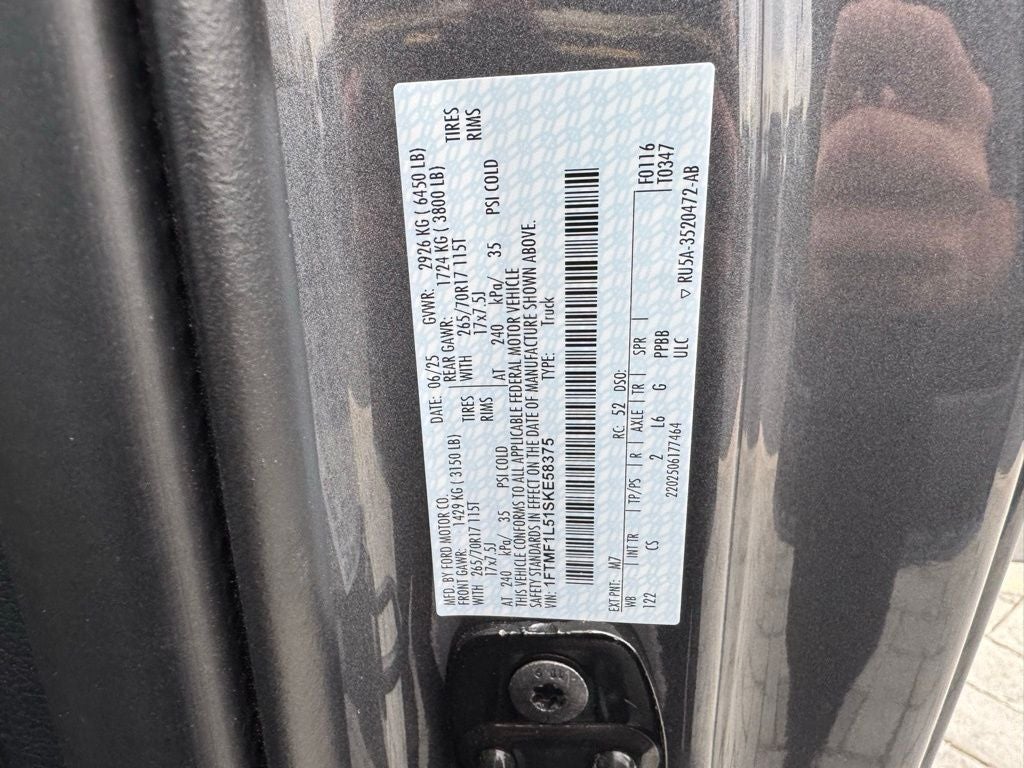 MFD. BY FORD MOTOR CO. DATE: 06/25 GVWR: 2926 KG ( 6450 LB)
FRONT GAWR: 1429 KG ( 3150 LB) REAR GAWR: 1724 KG ( 3800 LB)
WITH 265/70R17 115T TIRES WITH 265/70R17 115T TIRES
17x7.5J RIMS 17x7.5J RIMS
AT 240 kPa/ 35 PSI COLD AT 240 kPa/ 35 PSI COLD
THIS VEHICLE CONFORMS TO ALL APPLICABLE FEDERAL MOTOR VEHICLE
SAFETY STANDARDS IN EFFECT ON THE DATE OF MANUFACTURE SHOWN ABOVE.
VIN: 1FTMF1L51SKE58375 TYPE: Truck
EXT PNT: M7 RC: 52 DSO: F0116
WB INTTR TP/PS R AXLE TR SPR T0347
122 CS 2 L6 G PPBB
2202506177464 ULC
RU5A-3520472-AB